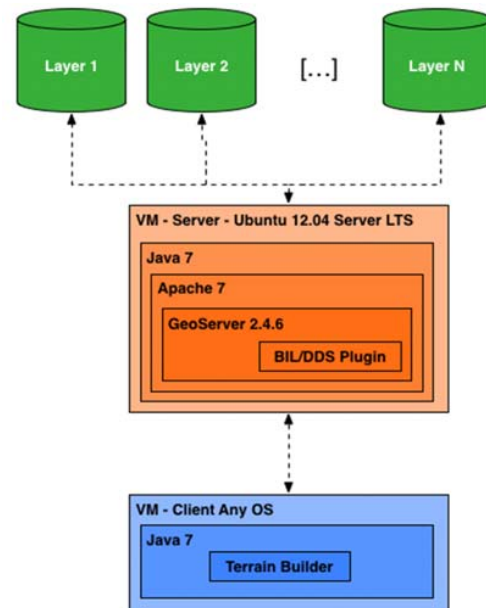 Layer 1
Layer 2
[...]
Layer N
VM - Server - Ubuntu 12.04 Server LTS
Java 7
Apache 7
GeoServer 2.4.6
BIL/DDS Plugin
VM - Client Any OS
Java 7
Terrain Builder